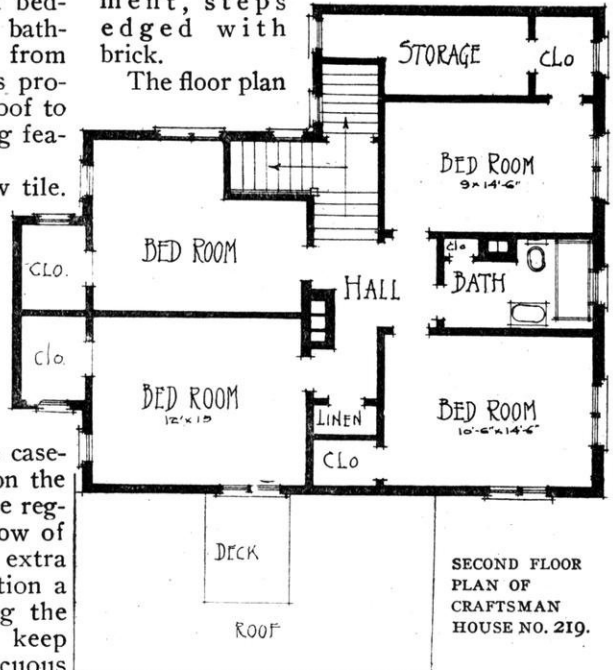 bed-
bath-
from
s pro-
oof to
g fea-
w tile.
ment, steps
edged with
brick.
The floor plan
case-
on the
e reg-
ow of
extra
tion a
g the
keep
cuous
STORAGE
CLO
BED ROOM
9 x 14'-6"
BED ROOM
CLO.
HALL
clo
BATH
Clo.
BED ROOM
12' x 15
LINEN
CLO
BED ROOM
10'-6" x 14'-6"
DECK
ROOF
SECOND FLOOR
PLAN OF
CRAFTSMAN
HOUSE NO. 219.